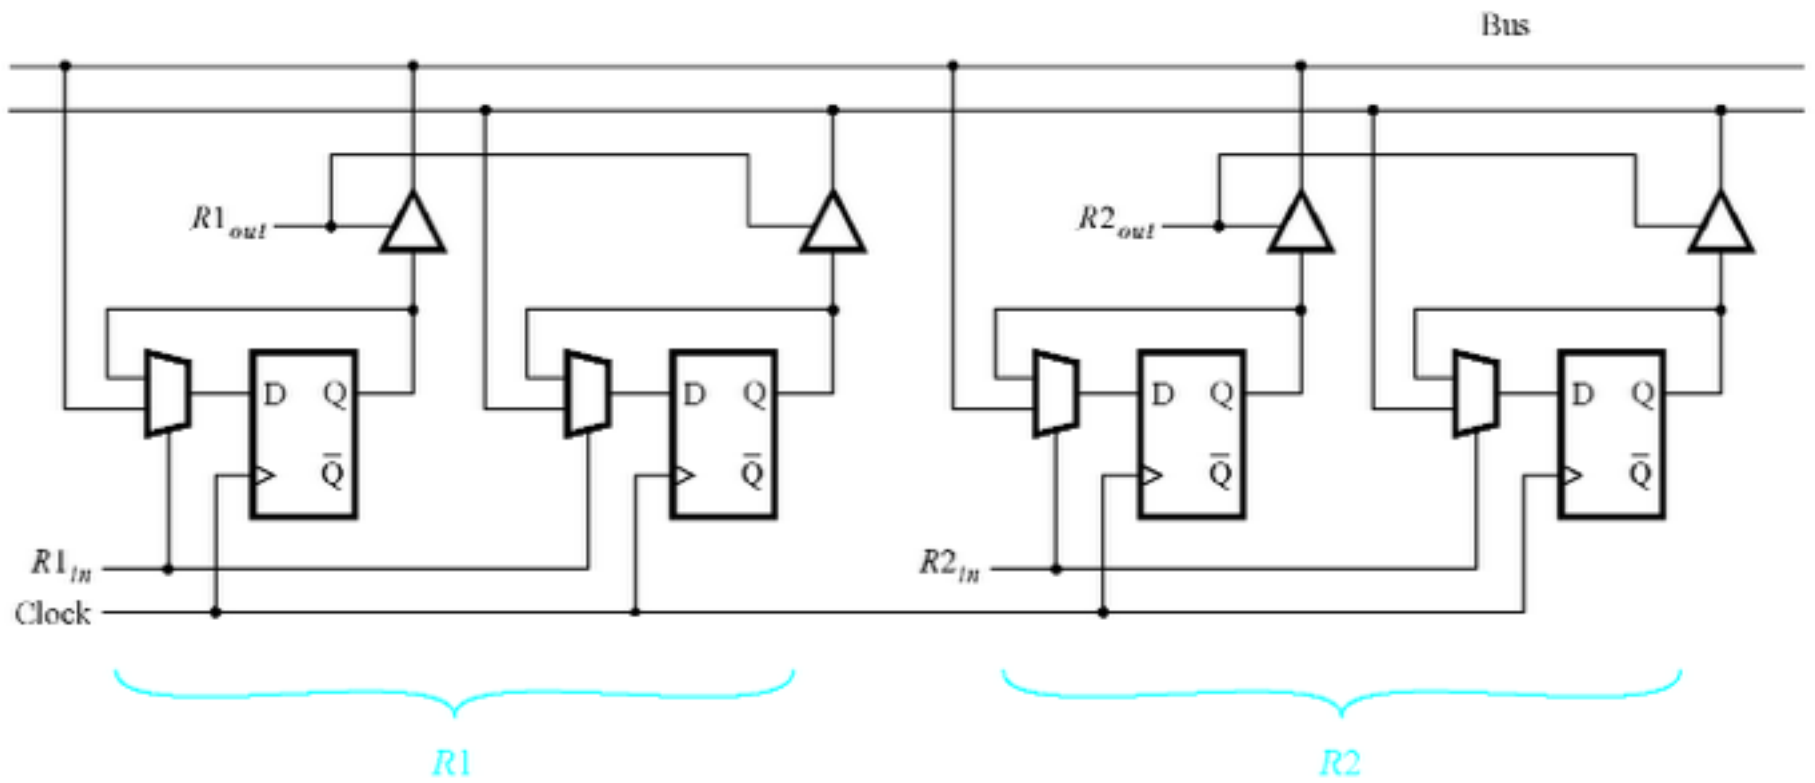 Bus
R1out R2out
D Q D Q D Q D Q
Q̅ Q̅ Q̅ Q̅
R1in R2in
Clock
R1 R2